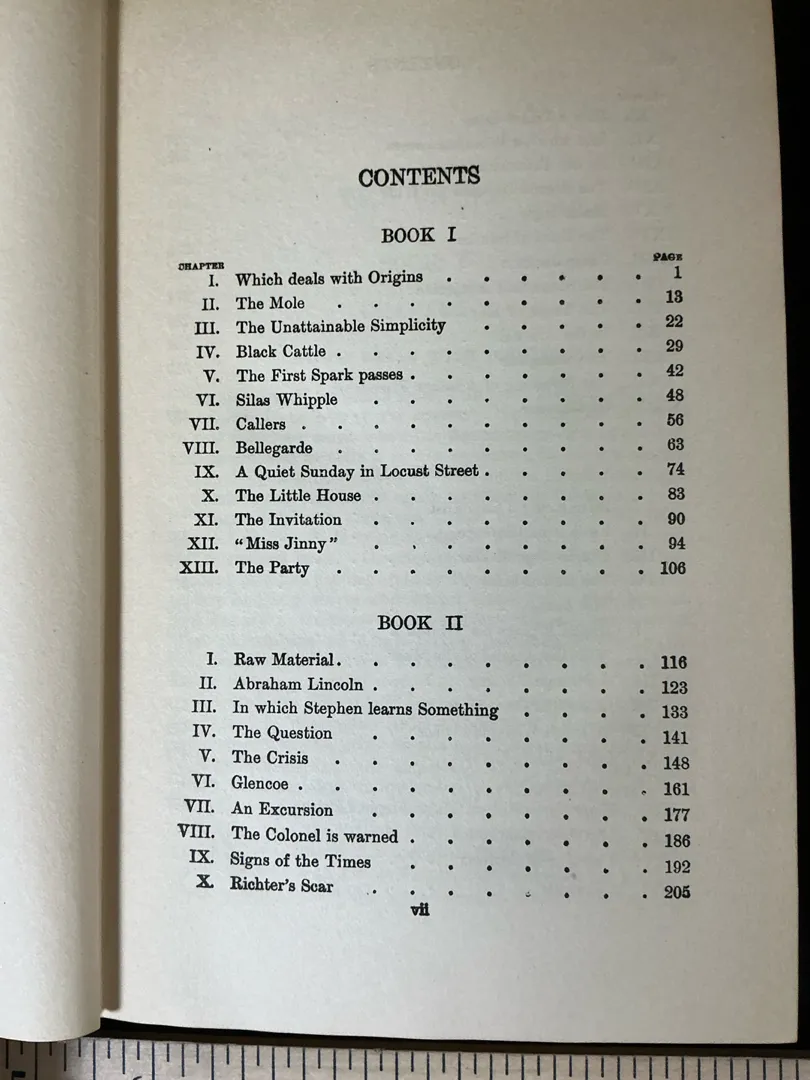 CONTENTS
BOOK I
CHAPTER PAGE
I. Which deals with Origins . . . . . . 1
II. The Mole . . . . . . . . . 13
III. The Unattainable Simplicity . . . . . 22
IV. Black Cattle . . . . . . . . . 29
V. The First Spark passes . . . . . . . 42
VI. Silas Whipple . . . . . . . . 48
VII. Callers . . . . . . . . . . 56
VIII. Bellegarde . . . . . . . . . 63
IX. A Quiet Sunday in Locust Street . . . . . 74
X. The Little House . . . . . . . . 83
XI. The Invitation . . . . . . . . 90
XII. “Miss Jinny” . . . . . . . . 94
XIII. The Party . . . . . . . . . 106
BOOK II
I. Raw Material . . . . . . . . . 116
II. Abraham Lincoln . . . . . . . . 123
III. In which Stephen learns Something . . . . 133
IV. The Question . . . . . . . . 141
V. The Crisis . . . . . . . . . 148
VI. Glencoe . . . . . . . . . . 161
VII. An Excursion . . . . . . . . 177
VIII. The Colonel is warned . . . . . . . 186
IX. Signs of the Times . . . . . . . 192
X. Richter's Scar . . . . . . . . 205
vii